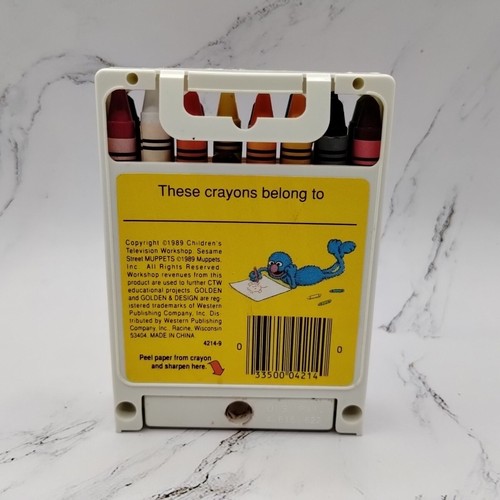 These crayons belong to
Copyright ©1989 Children's
Television Workshop. Sesame
Street MUPPETS ©1989 Muppets,
Inc. All Rights Reserved.
Workshop revenues from this
product are used to further CTW
educational projects. GOLDEN
and GOLDEN & DESIGN are reg-
istered trademarks of Western
Publishing Company, Inc. Dis-
tributed by Western Publishing
Company, Inc., Racine, Wisconsin
53404. MADE IN CHINA.
4214-9
Peel paper from crayon
and sharpen here.
0 33500 04214 0